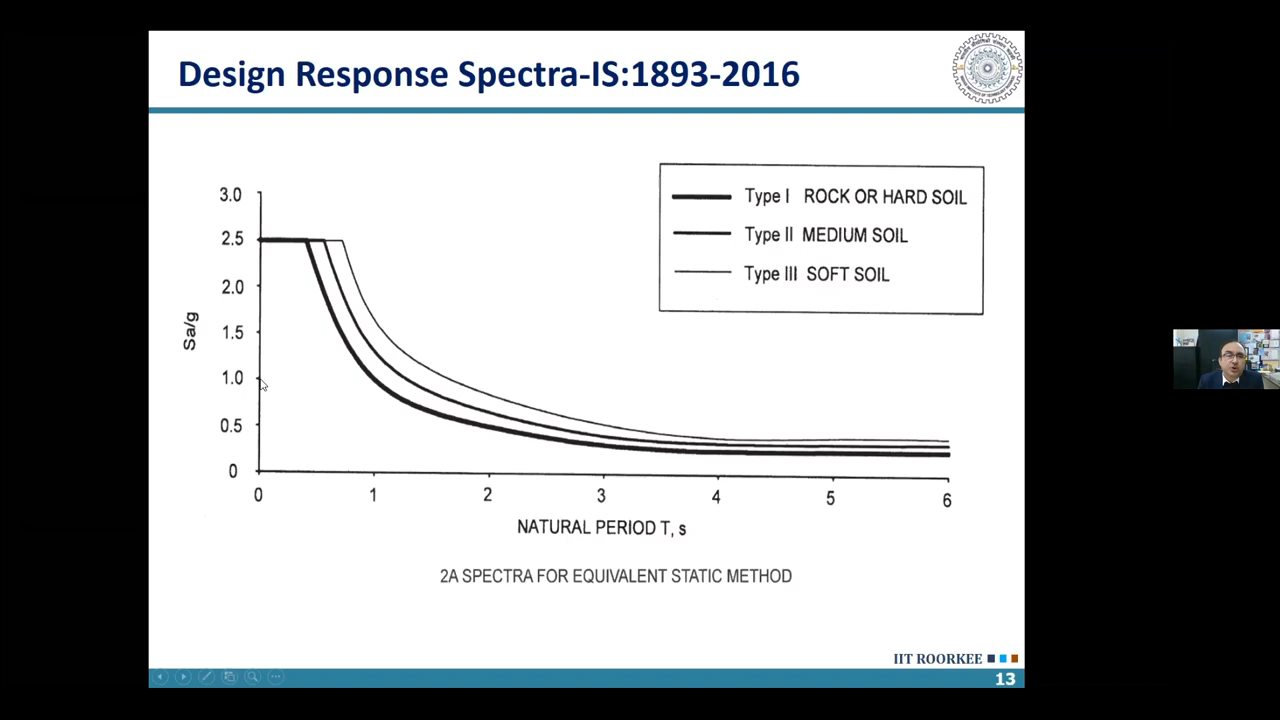 Design Response Spectra-IS:1893-2016
3.0
2.5
2.0
1.5
1.0
0.5
0
Sa/g
Type I ROCK OR HARD SOIL
Type II MEDIUM SOIL
Type III SOFT SOIL
0 1 2 3 4 5 6
NATURAL PERIOD T, s
2A SPECTRA FOR EQUIVALENT STATIC METHOD
IIT ROORKEE
13